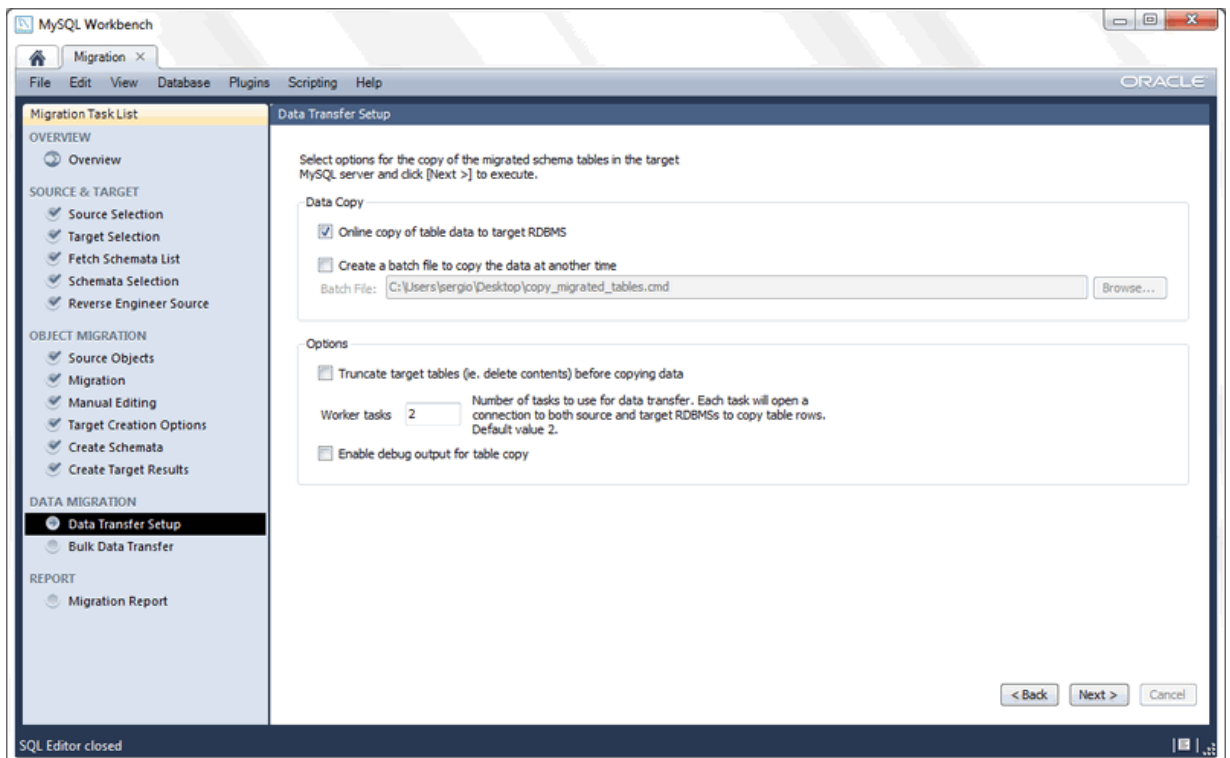 MySQL Workbench
Migration
File Edit View Database Plugins Scripting Help
ORACLE
Migration Task List
OVERVIEW
Overview
SOURCE & TARGET
Source Selection
Target Selection
Fetch Schemata List
Schemata Selection
Reverse Engineer Source
OBJECT MIGRATION
Source Objects
Migration
Manual Editing
Target Creation Options
Create Schemata
Create Target Results
DATA MIGRATION
Data Transfer Setup
Bulk Data Transfer
REPORT
Migration Report
Data Transfer Setup
Select options for the copy of the migrated schema tables in the target
MySQL server and click [Next >] to execute.
Data Copy
Online copy of table data to target RDBMS
Create a batch file to copy the data at another time
Batch File: C:\Users\sergio\Desktop\copy_migrated_tables.cmd Browse...
Options
Truncate target tables (ie. delete contents) before copying data
Worker tasks 2
Number of tasks to use for data transfer. Each task will open a
connection to both source and target RDBMSs to copy table rows.
Default value 2.
Enable debug output for table copy
< Back Next > Cancel
SQL Editor closed